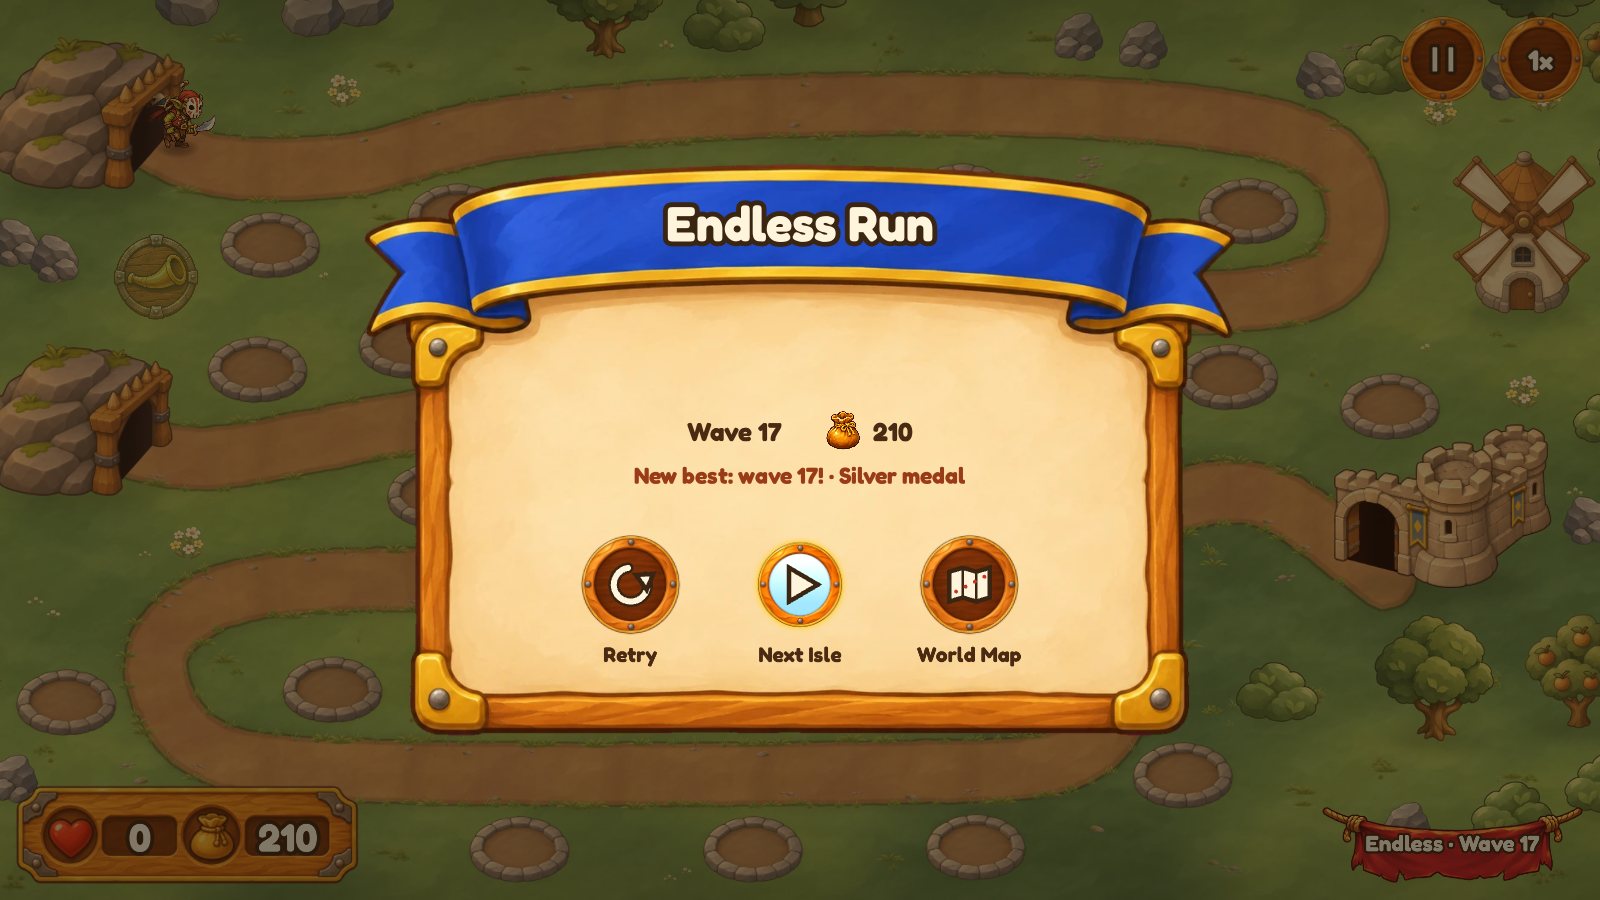 1x
Endless Run
Wave 17 210
New best: wave 17! · Silver medal
Retry Next Isle World Map
0 210
Endless · Wave 17